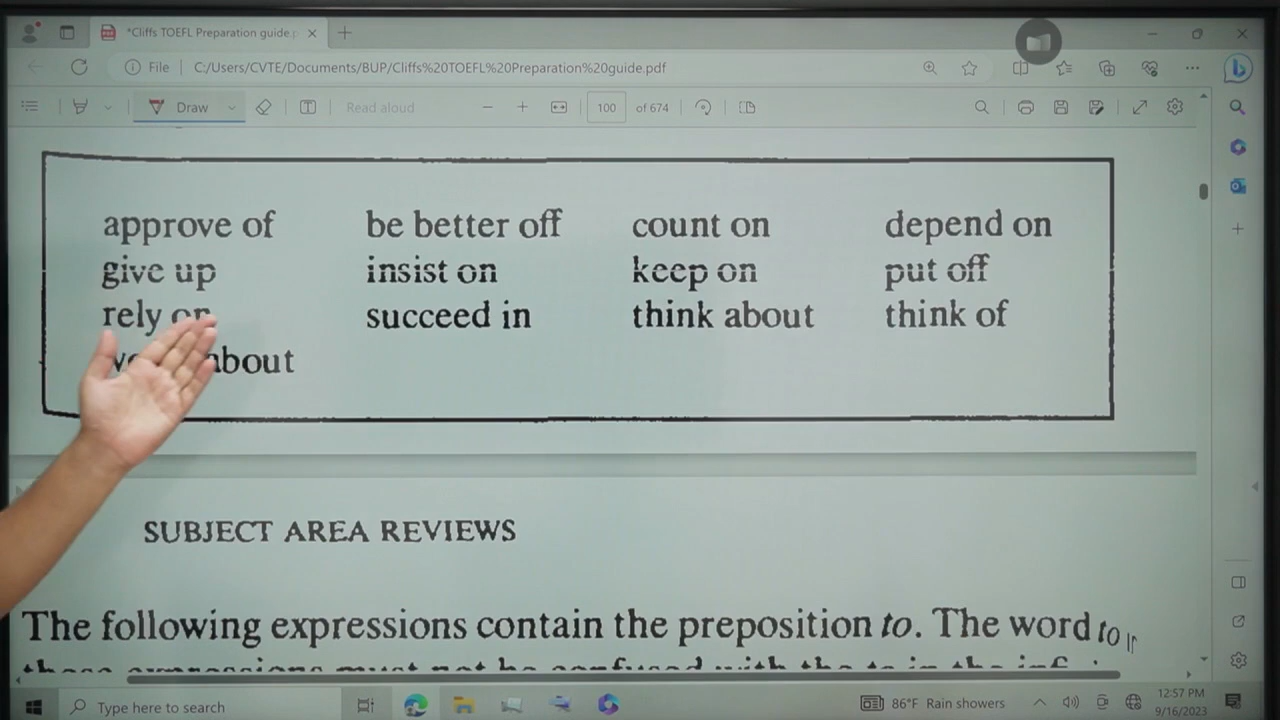 *Cliffs TOEFL Preparation guide.p
File C:/Users/CVTE/Documents/BUP/Cliffs%20TOEFL%20Preparation%20guide.pdf
Draw Read aloud 100 of 674
approve of be better off count on depend on
give up insist on keep on put off
rely on succeed in think about think of
about
SUBJECT AREA REVIEWS
The following expressions contain the preposition to. The word to
Type here to search 86°F Rain showers 12:57 PM
9/16/2023